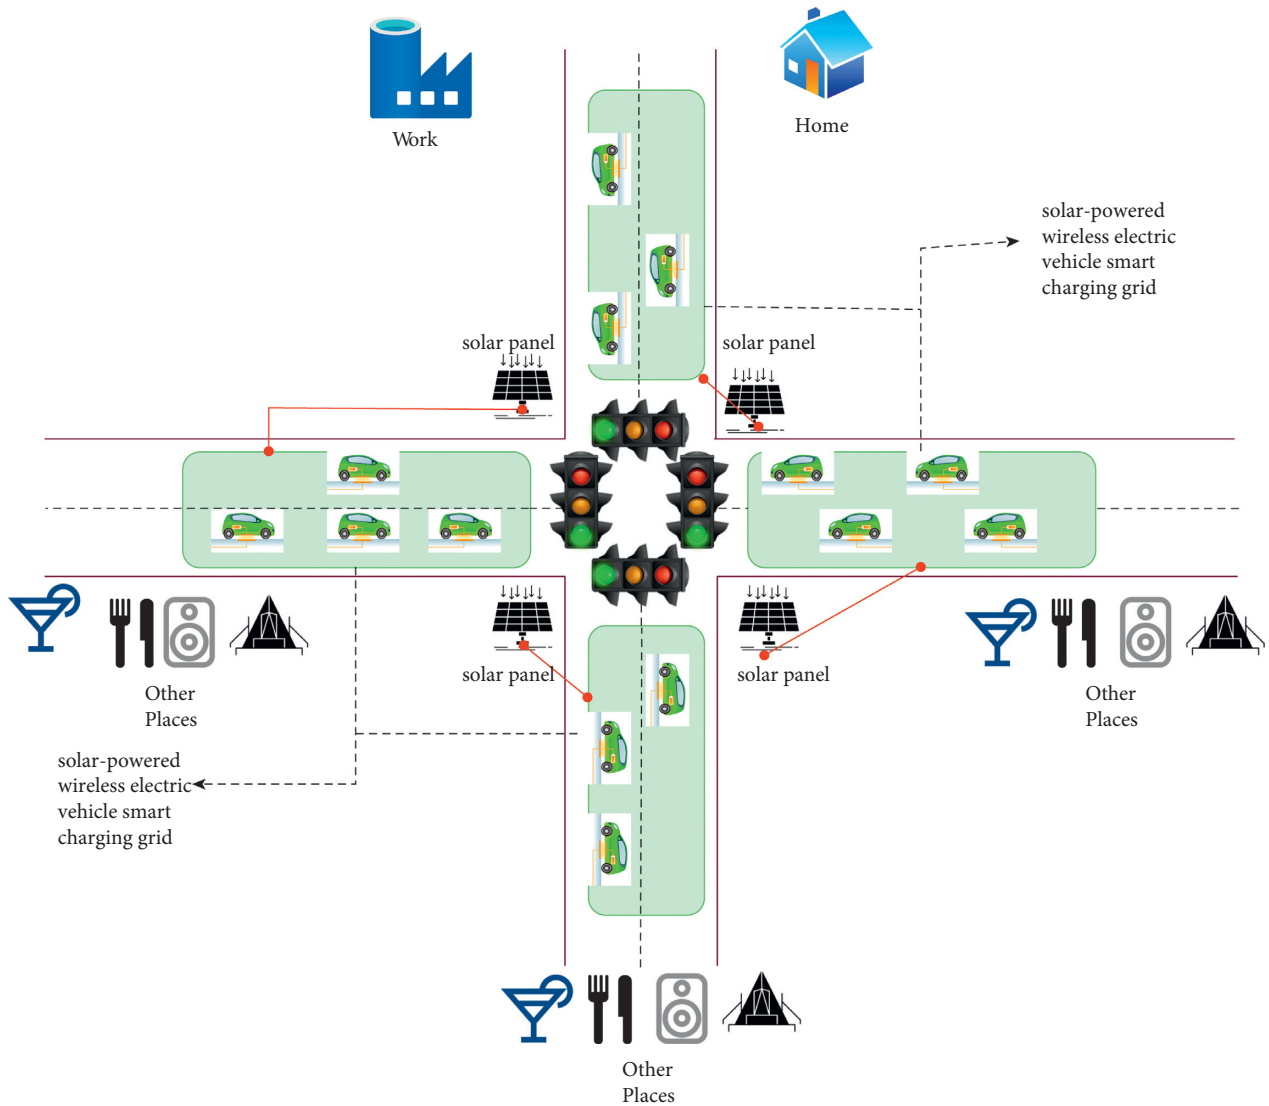 Work
Home
solar-powered
wireless electric
vehicle smart
charging grid
solar panel
solar panel
solar panel
solar panel
Other
Places
Other
Places
solar-powered
wireless electric
vehicle smart
charging grid
Other
Places